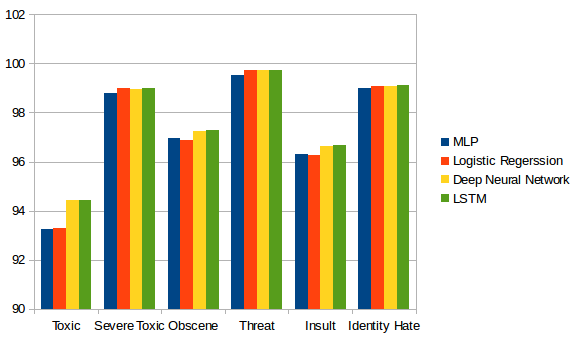 102
100
98
96
94
92
90
Toxic Severe Toxic Obscene Threat Insult Identity Hate
MLP
Logistic Regerssion
Deep Neural Network
LSTM